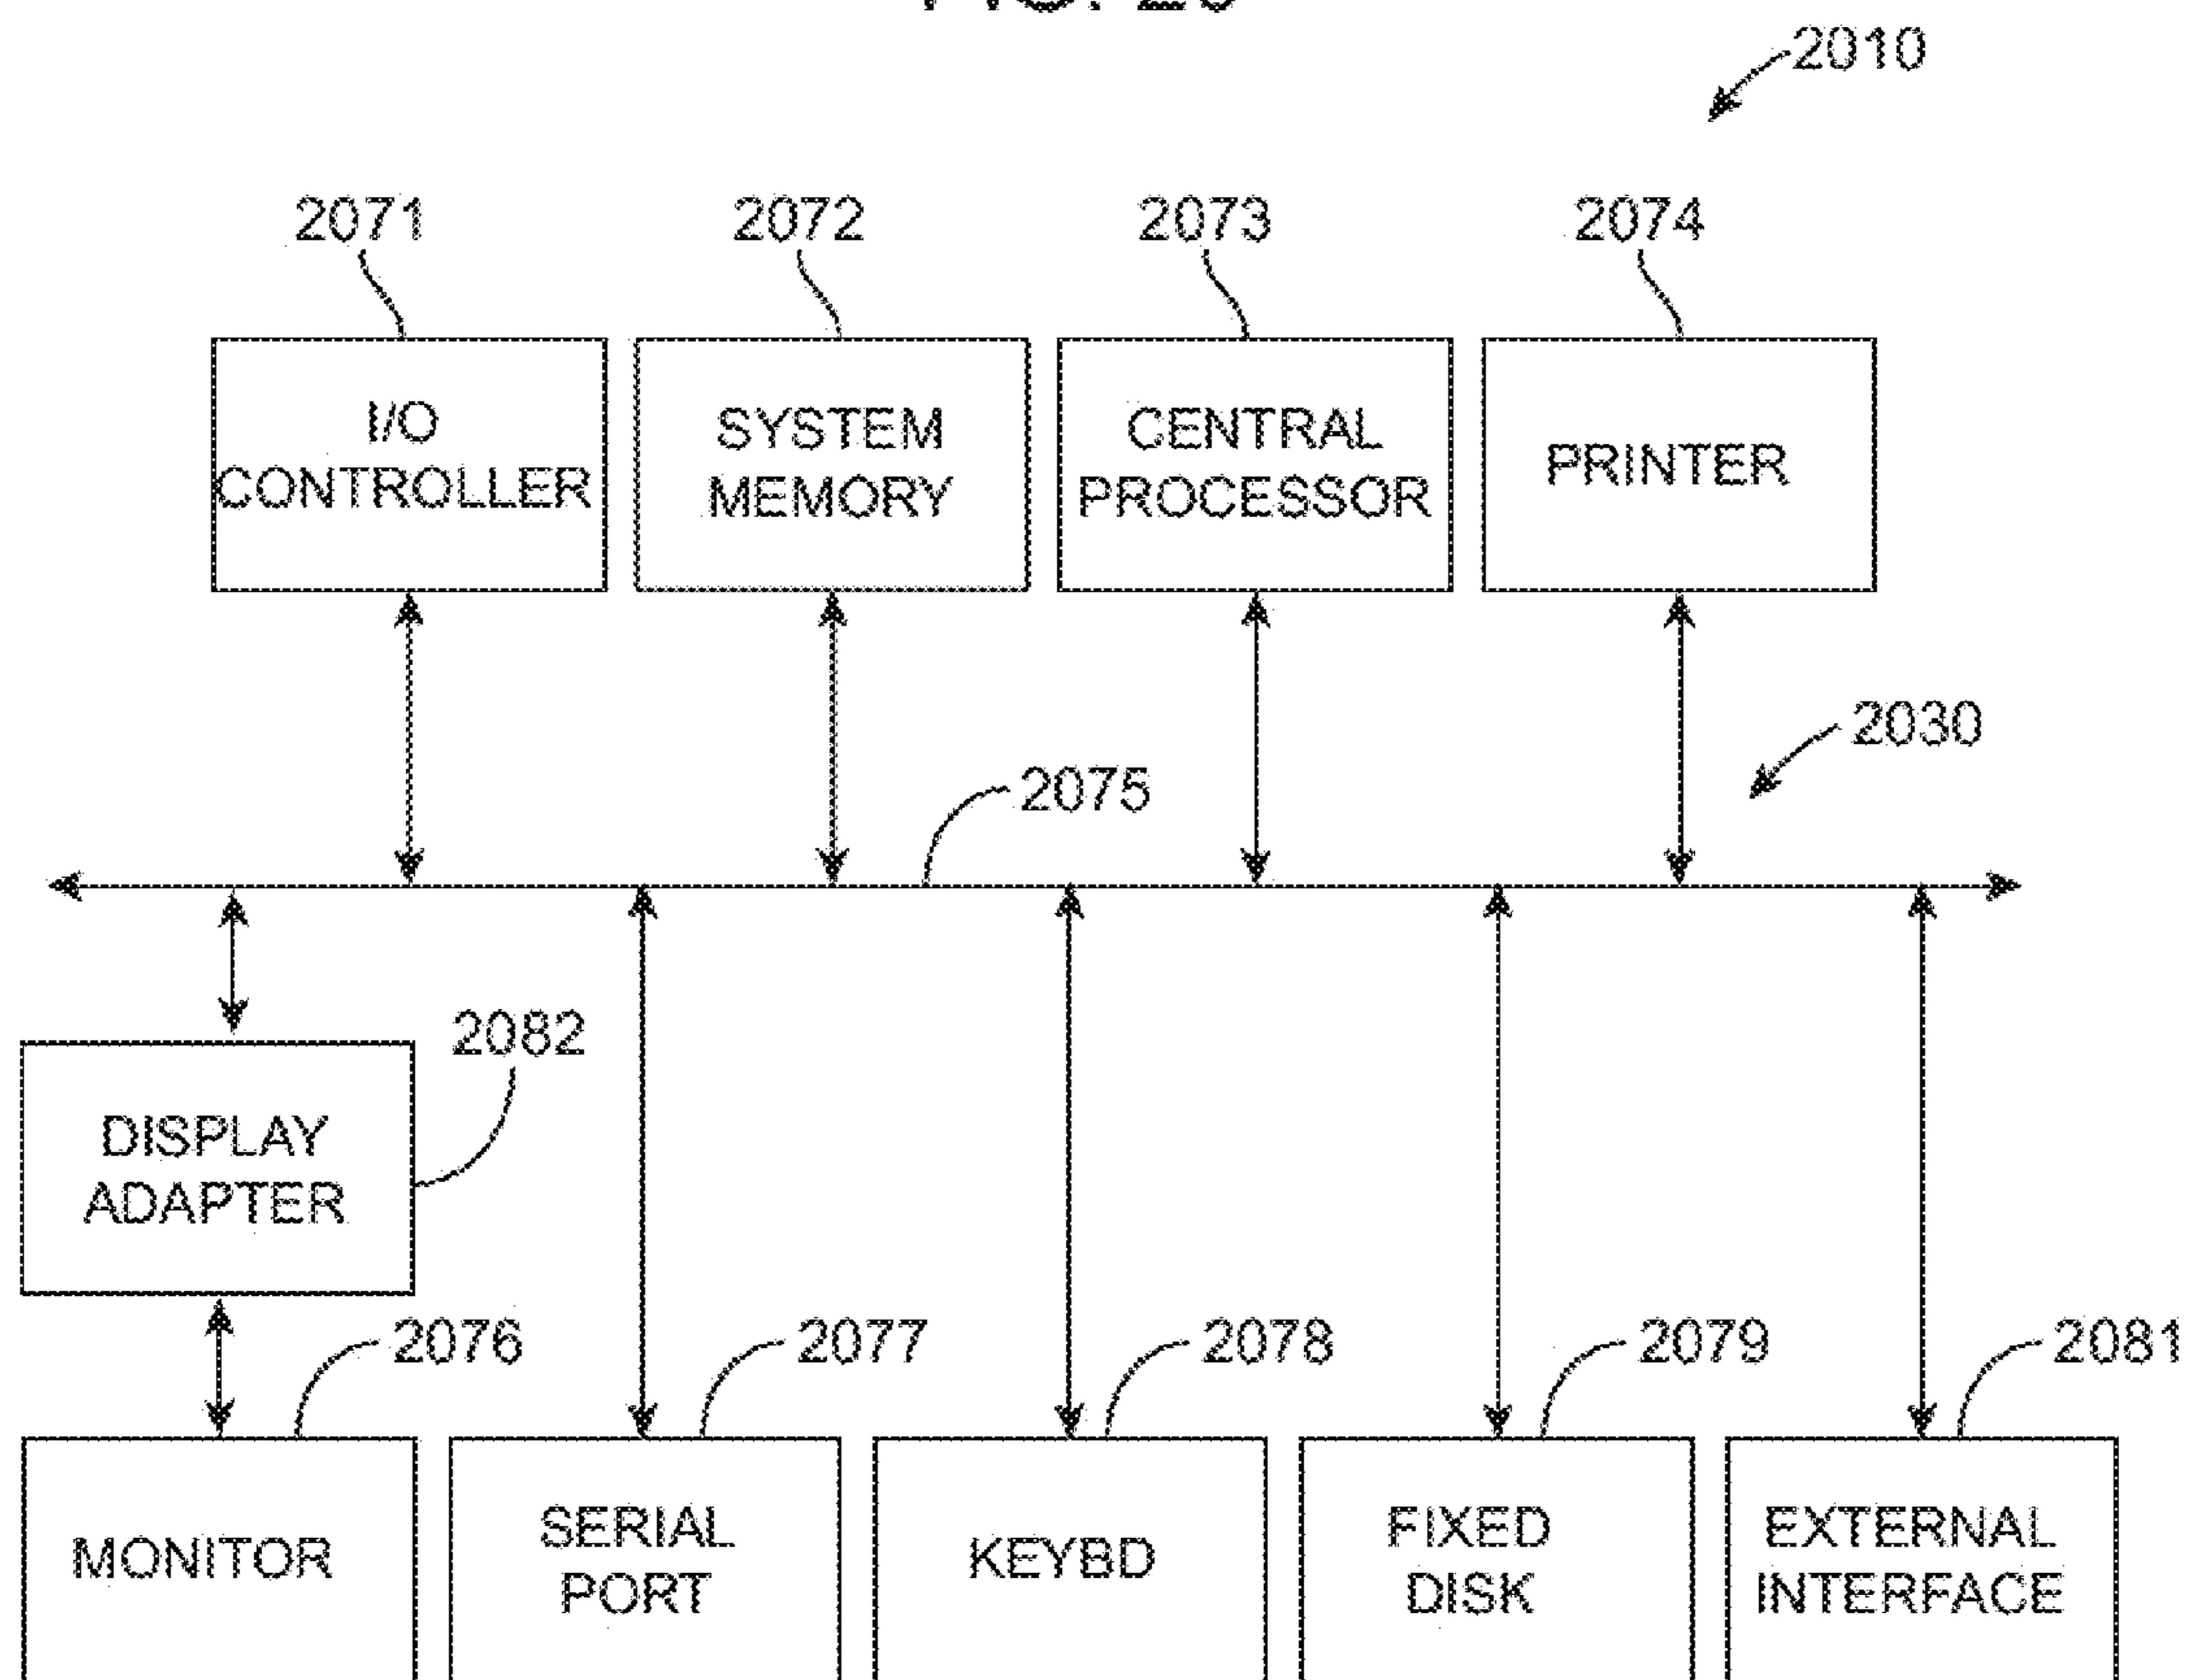 2010
2071
2072
2073
2074
I/O
CONTROLLER
SYSTEM
MEMORY
CENTRAL
PROCESSOR
PRINTER
2030
2075
2082
DISPLAY
ADAPTER
2076
2077
2078
2079
2081
MONITOR
SERIAL
PORT
KEYBD
FIXED
DISK
EXTERNAL
INTERFACE